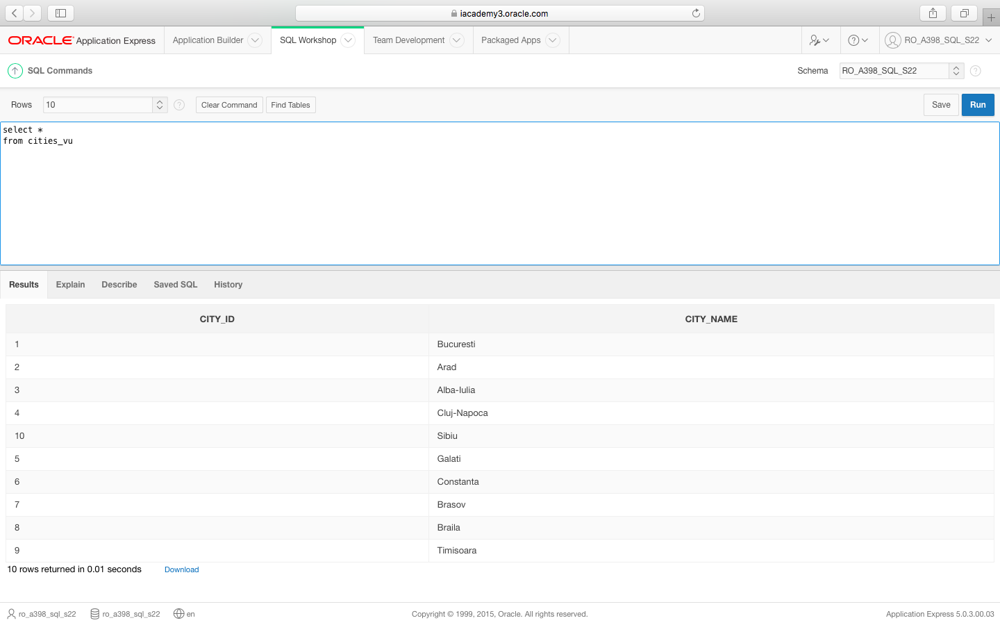 iacademy3.oracle.com
ORACLE Application Express Application Builder SQL Workshop Team Development Packaged Apps RO_A398_SQL_S22
SQL Commands Schema RO_A398_SQL_S22
Rows 10 Clear Command Find Tables Save Run
select *
from cities_vu
Results Explain Describe Saved SQL History
CITY_ID CITY_NAME
1 Bucuresti
2 Arad
3 Alba-Iulia
4 Cluj-Napoca
10 Sibiu
5 Galati
6 Constanta
7 Brasov
8 Braila
9 Timisoara
10 rows returned in 0.01 seconds Download
ro_a398_sql_s22 ro_a398_sql_s22 en Copyright © 1999, 2015, Oracle. All rights reserved. Application Express 5.0.3.00.03